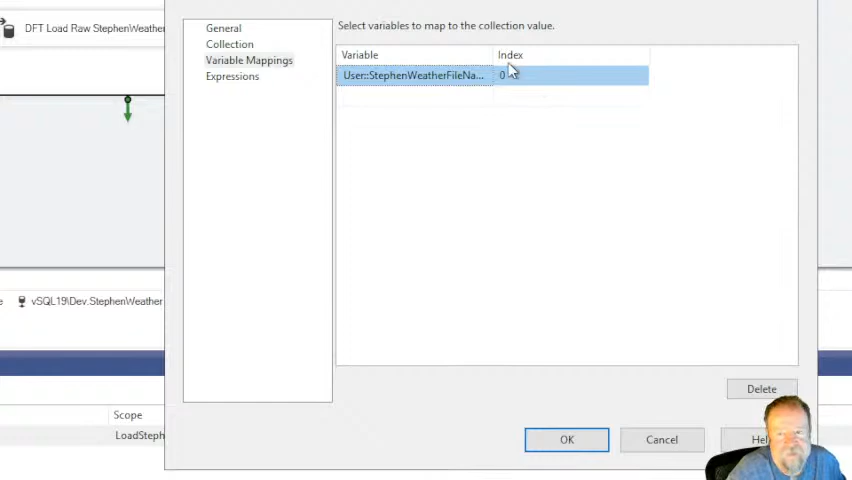 DFT Load Raw StephenWeather
General
Collection
Variable Mappings
Expressions
Select variables to map to the collection value.
Variable Index
User::StephenWeatherFileNa... 0
vSQL19\Dev.StephenWeather
Scope
LoadSteph
Delete
OK Cancel Hel